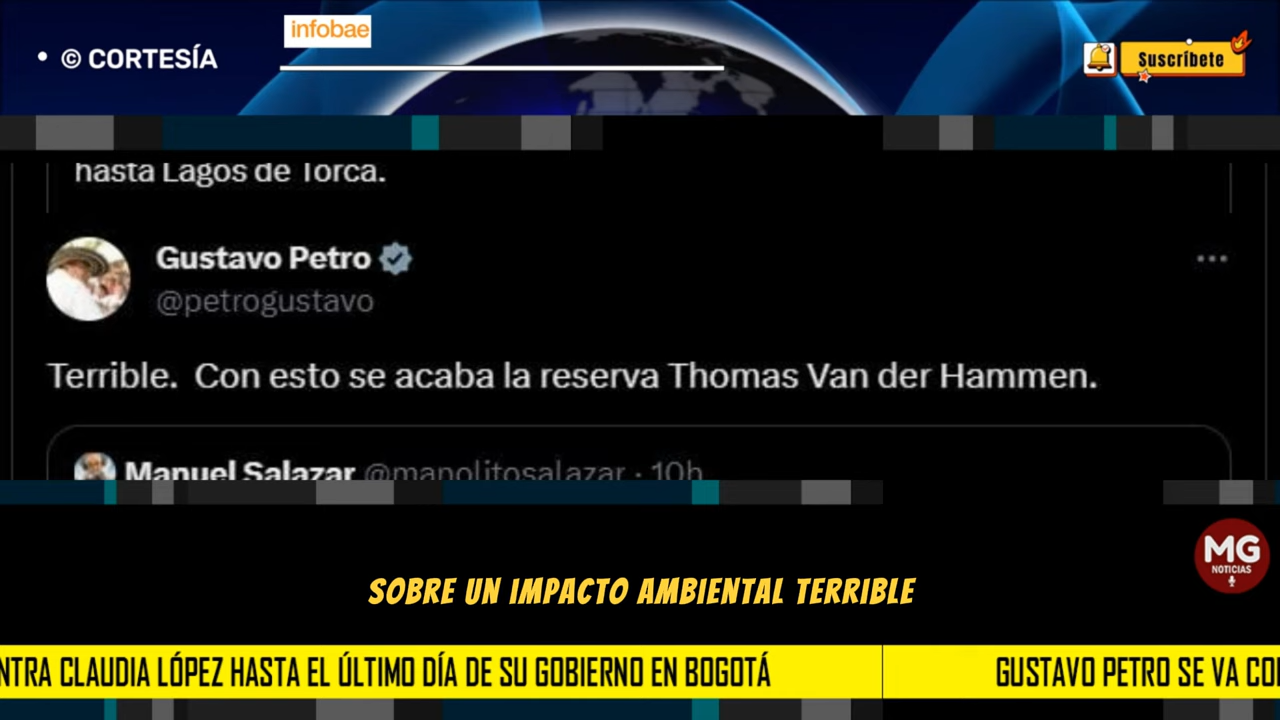 infobae
• © CORTESÍA
Suscríbete
hasta Lagos de Torca.
Gustavo Petro
@petrogustavo
Terrible. Con esto se acaba la reserva Thomas Van der Hammen.
Manuel Salazar @manolitosalazar · 10h
MG
NOTICIAS
SOBRE UN IMPACTO AMBIENTAL TERRIBLE
NTRA CLAUDIA LÓPEZ HASTA EL ÚLTIMO DÍA DE SU GOBIERNO EN BOGOTÁ
GUSTAVO PETRO SE VA CO